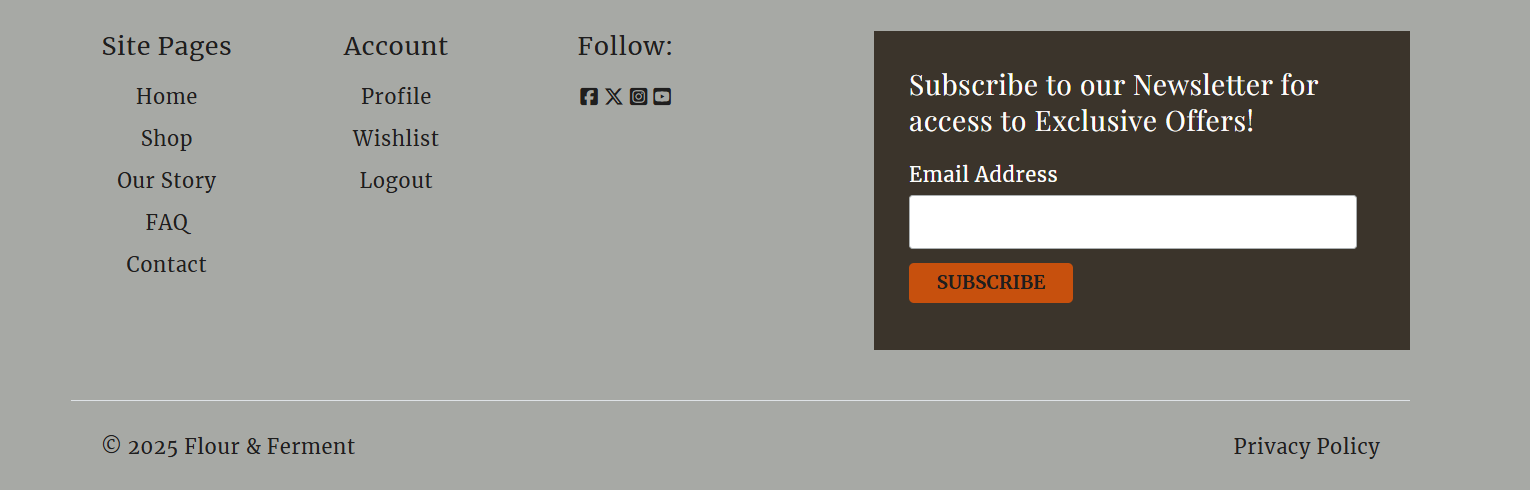 Site Pages
Home
Shop
Our Story
FAQ
Contact
Account
Profile
Wishlist
Logout
Follow:
Subscribe to our Newsletter for
access to Exclusive Offers!
Email Address
SUBSCRIBE
© 2025 Flour & Ferment
Privacy Policy